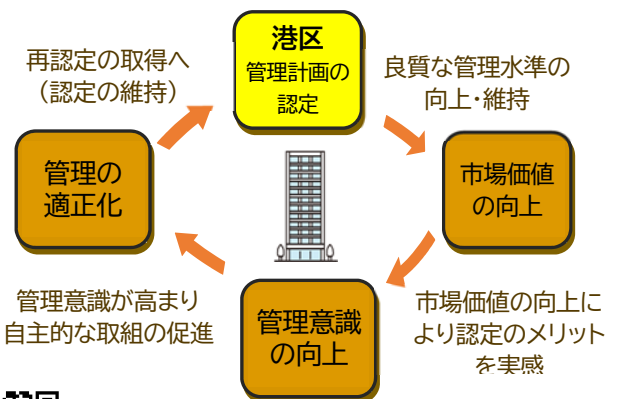 港区
管理計画の
認定
良質な管理水準の
向上・維持
市場価値
の向上
市場価値の向上に
より認定のメリット
を実感
管理意識
の向上
管理意識が高まり
自主的な取組の促進
管理の
適正化
再認定の取得へ
（認定の維持）